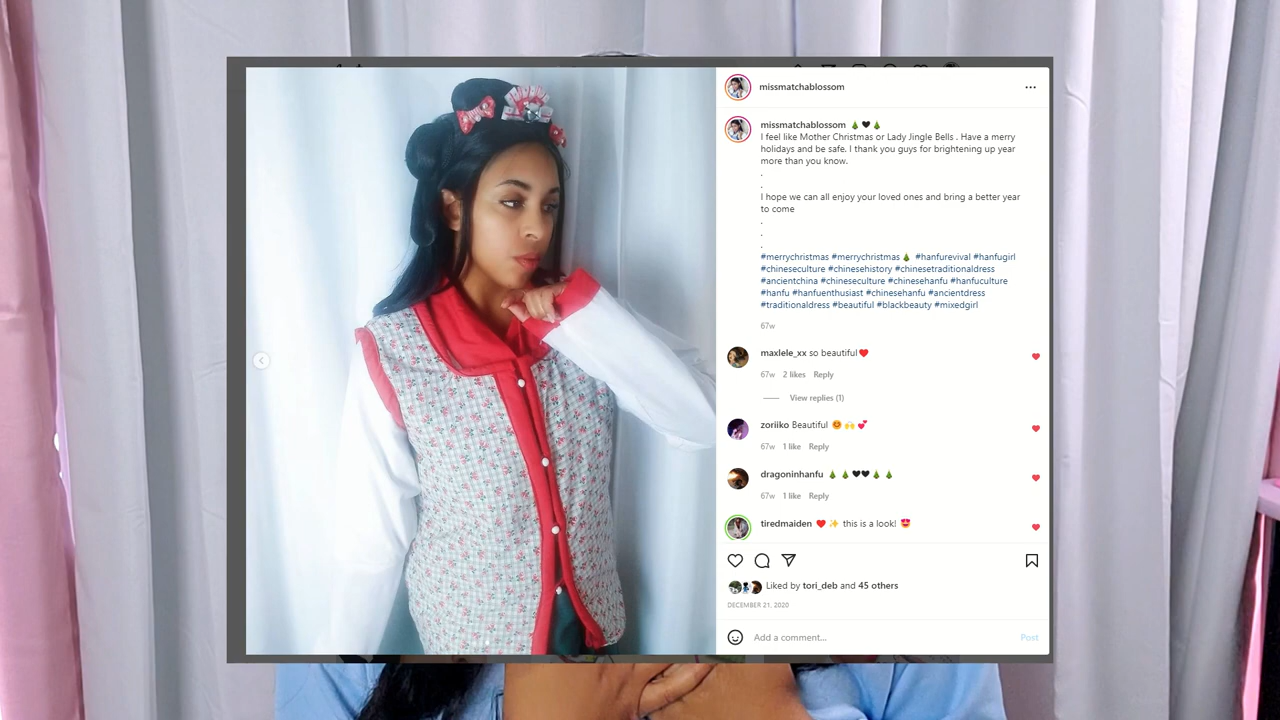 missmatchablossom
missmatchablossom 🎄🖤🎄
I feel like Mother Christmas or Lady Jingle Bells . Have a merry
holidays and be safe. I thank you guys for brightening up year
more than you know.
.
.
I hope we can all enjoy your loved ones and bring a better year
to come
.
.
.
#merrychristmas #merrychristmas🎄 #hanfurevival #hanfugirl
#chineseculture #chinesehistory #chinesetraditionaldress
#ancientchina #chineseculture #chinesehanfu #hanfuculture
#hanfu #hanfuenthusiast #chinesehanfu #ancientdress
#traditionaldress #beautiful #blackbeauty #mixedgirl
67w
maxlele_xx so beautiful❤️
67w 2 likes Reply
View replies (1)
zoriiko Beautiful 🤩🙌💕
67w 1 like Reply
dragoninhanfu 🎄🎄🖤🖤🎄🎄
67w 1 like Reply
tiredmaiden ❤️✨ this is a look! 😍
Liked by tori_deb and 45 others
DECEMBER 21, 2020
Add a comment...
Post